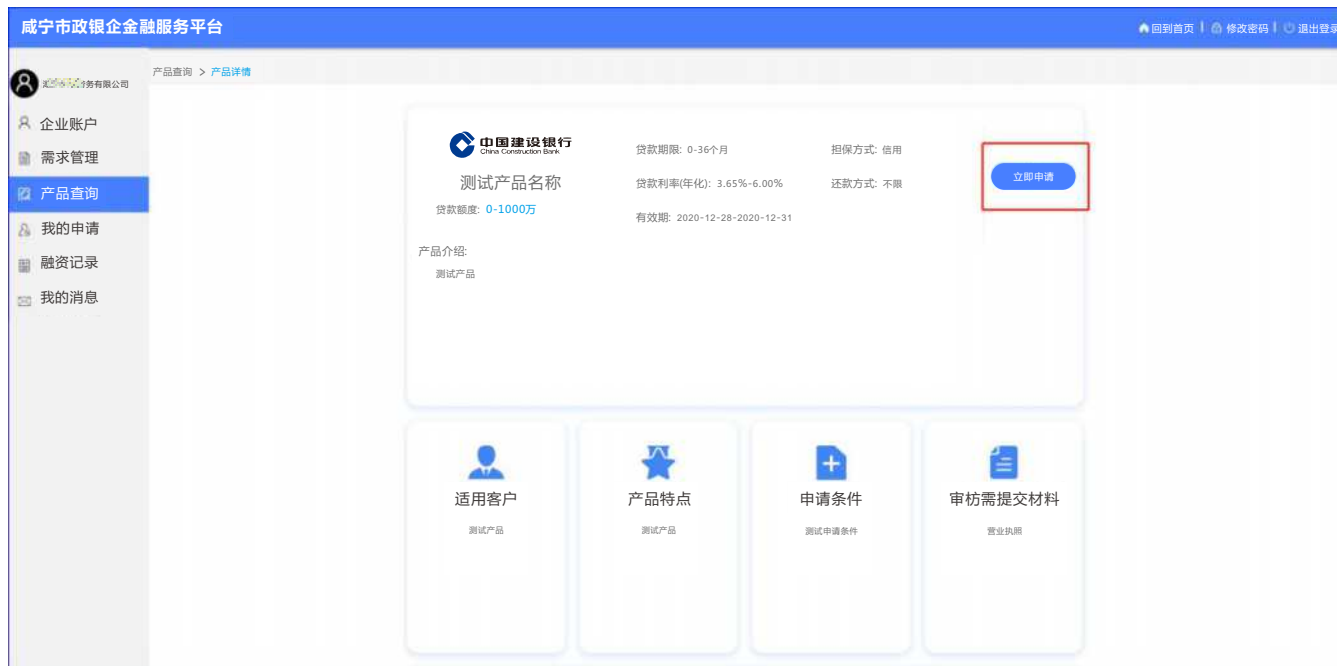 咸宁市政银企金融服务平台
回到首页
修改密码
退出登录
务有限公司
企业账户
需求管理
产品查询
我的申请
融资记录
我的消息
产品查询 > 产品详情
中国建设银行
China Construction Bank
测试产品名称
贷款额度: 0-1000万
贷款期限: 0-36个月
担保方式: 信用
贷款利率(年化): 3.65%-6.00%
还款方式: 不限
有效期: 2020-12-28-2020-12-31
立即申请
产品介绍:
测试产品
适用客户
测试产品
产品特点
测试产品
申请条件
测试申请条件
审枋需提交材料
营业执照